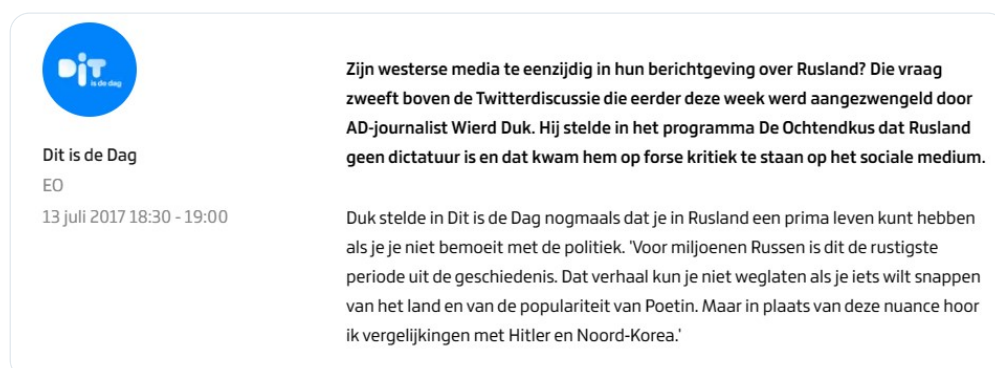 DiT
is de dag
Dit is de Dag
EO
13 juli 2017 18:30 - 19:00
Zijn westerse media te eenzijdig in hun berichtgeving over Rusland? Die vraag
zweeft boven de Twitterdiscussie die eerder deze week werd aangezwengeld door
AD-journalist Wierd Duk. Hij stelde in het programma De Ochtendkus dat Rusland
geen dictatuur is en dat kwam hem op forse kritiek te staan op het sociale medium.
Duk stelde in Dit is de Dag nogmaals dat je in Rusland een prima leven kunt hebben
als je je niet bemoeit met de politiek. 'Voor miljoenen Russen is dit de rustigste
periode uit de geschiedenis. Dat verhaal kun je niet weglaten als je iets wilt snappen
van het land en van de populariteit van Poetin. Maar in plaats van deze nuance hoor
ik vergelijkingen met Hitler en Noord-Korea.'